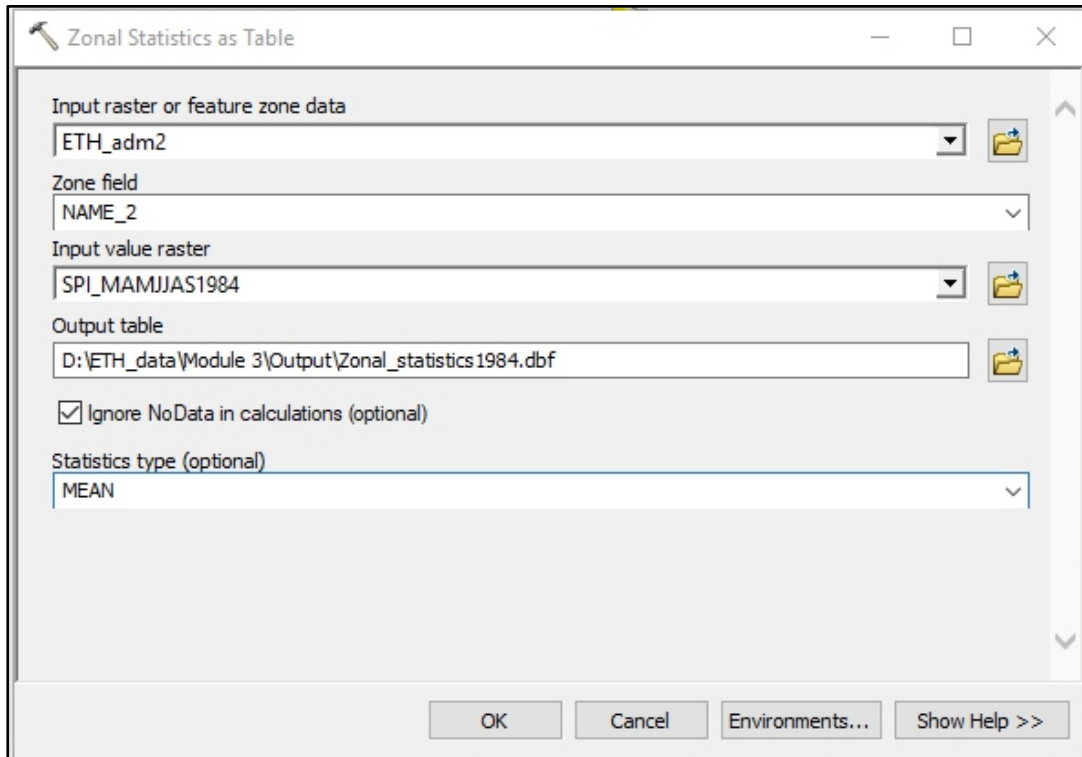 Zonal Statistics as Table
Input raster or feature zone data
ETH_adm2
Zone field
NAME_2
Input value raster
SPI_MAMJJAS1984
Output table
D:\ETH_data\Module 3\Output\Zonal_statistics1984.dbf
Ignore NoData in calculations (optional)
Statistics type (optional)
MEAN
OK Cancel Environments... Show Help >>